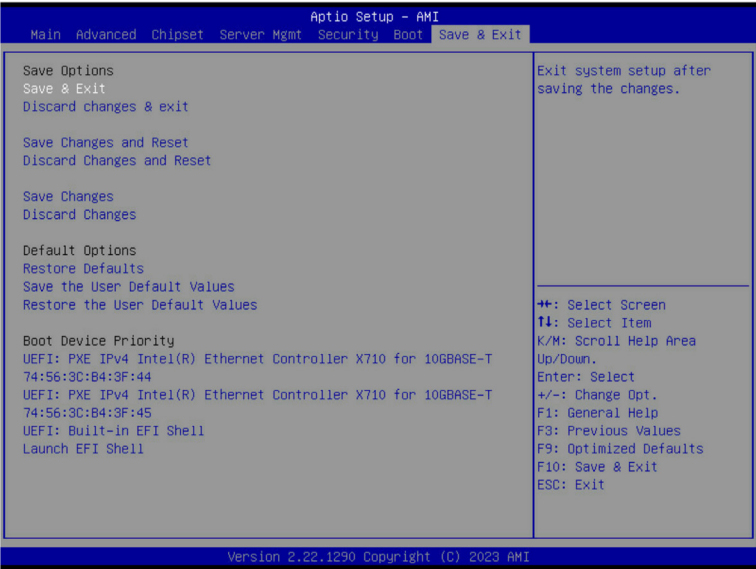 Aptio Setup - AMI
Main Advanced Chipset Server Mgmt Security Boot Save & Exit
Save Options
Save & Exit
Discard changes & exit
Save Changes and Reset
Discard Changes and Reset
Save Changes
Discard Changes
Default Options
Restore Defaults
Save the User Default Values
Restore the User Default Values
Boot Device Priority
UEFI: PXE IPv4 Intel(R) Ethernet Controller X710 for 10GBASE-T
74:56:3C:B4:3F:44
UEFI: PXE IPv4 Intel(R) Ethernet Controller X710 for 10GBASE-T
74:56:3C:B4:3F:45
UEFI: Built-in EFI Shell
Launch EFI Shell
Exit system setup after
saving the changes.
→←: Select Screen
↑↓: Select Item
K/M: Scroll Help Area
Up/Down.
Enter: Select
+/-: Change Opt.
F1: General Help
F3: Previous Values
F9: Optimized Defaults
F10: Save & Exit
ESC: Exit
Version 2.22.1290 Copyright (C) 2023 AMI